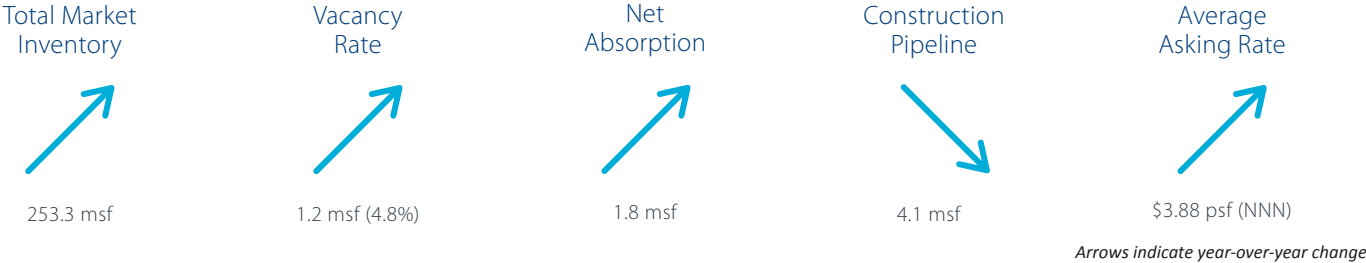 Total Market
Inventory
253.3 msf
Vacancy
Rate
1.2 msf (4.8%)
Net
Absorption
1.8 msf
Construction
Pipeline
4.1 msf
Average
Asking Rate
$3.88 psf (NNN)
Arrows indicate year-over-year change